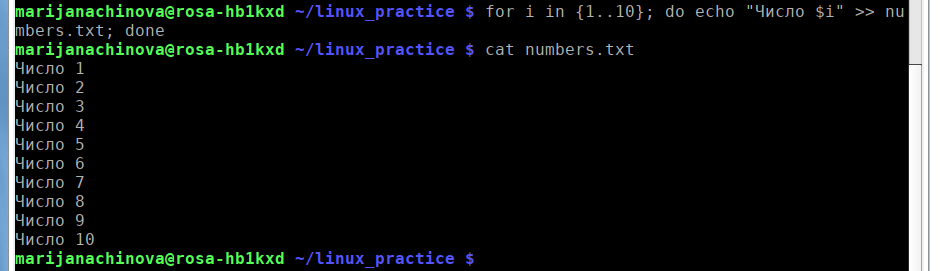 marijanachinova@rosa-hb1kxd ~/linux_practice $ for i in {1..10}; do echo "Число $i" >> nu
mbers.txt; done
marijanachinova@rosa-hb1kxd ~/linux_practice $ cat numbers.txt
Число 1
Число 2
Число 3
Число 4
Число 5
Число 6
Число 7
Число 8
Число 9
Число 10
marijanachinova@rosa-hb1kxd ~/linux_practice $